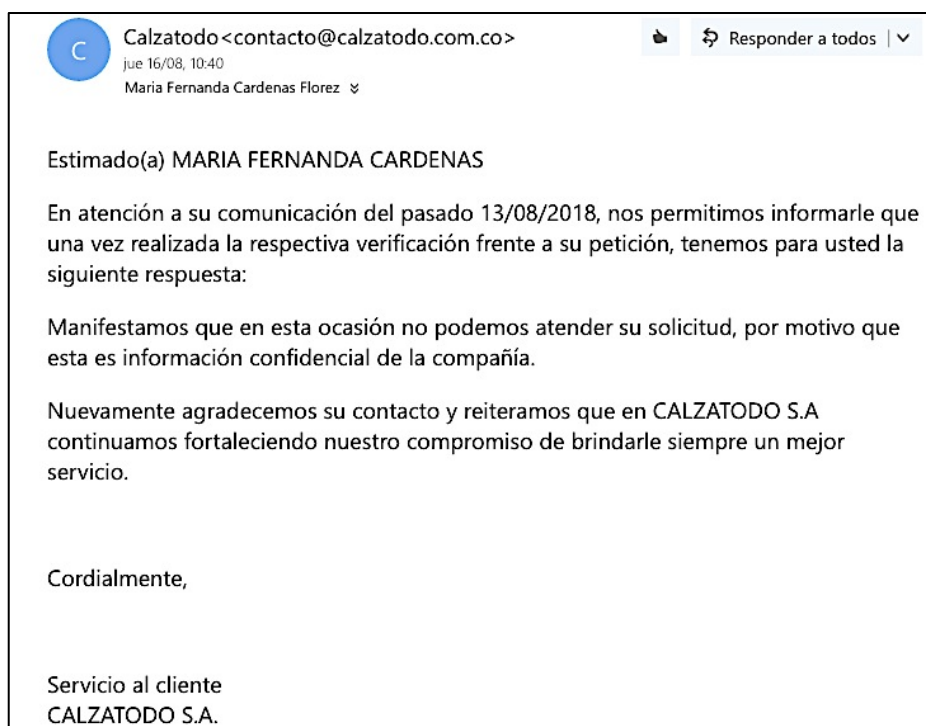 C
Calzatodo<contacto@calzatodo.com.co>
Responder a todos
jue 16/08, 10:40
Maria Fernanda Cardenas Florez
Estimado(a) MARIA FERNANDA CARDENAS
En atención a su comunicación del pasado 13/08/2018, nos permitimos informarle que
una vez realizada la respectiva verificación frente a su petición, tenemos para usted la
siguiente respuesta:
Manifestamos que en esta ocasión no podemos atender su solicitud, por motivo que
esta es información confidencial de la compañía.
Nuevamente agradecemos su contacto y reiteramos que en CALZATODO S.A
continuamos fortaleciendo nuestro compromiso de brindarle siempre un mejor
servicio.
Cordialmente,
Servicio al cliente
CALZATODO S.A.